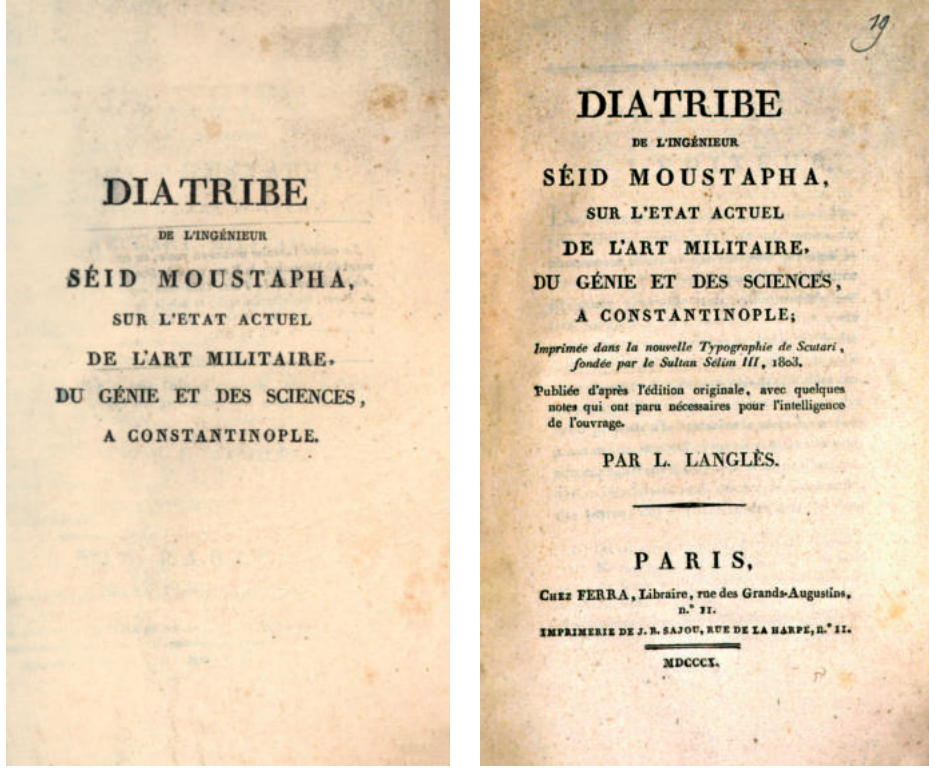 DIATRIBE
DE L'INGÉNIEUR
SÉID MOUSTAPHA,
SUR L'ETAT ACTUEL
DE L'ART MILITAIRE.
DU GÉNIE ET DES SCIENCES,
A CONSTANTINOPLE.
19
DIATRIBE
DE L'INGÉNIEUR
SÉID MOUSTAPHA,
SUR L'ETAT ACTUEL
DE L'ART MILITAIRE.
DU GÉNIE ET DES SCIENCES,
A CONSTANTINOPLE;
Imprimée dans la nouvelle Typographie de Scutari,
fondée par le Sultan Sélim III, 1803.
Publiée d'après l'édition originale, avec quelques
notes qui ont paru nécessaires pour l'intelligence
de l'ouvrage.
PAR L. LANGLÈS.
PARIS,
CHEZ FERRA, Libraire, rue des Grands-Augustins,
n.° 11.
IMPRIMERIE DE J. B. SAJOU, RUE DE LA HARPE, n.° 11.
MDCCCX.